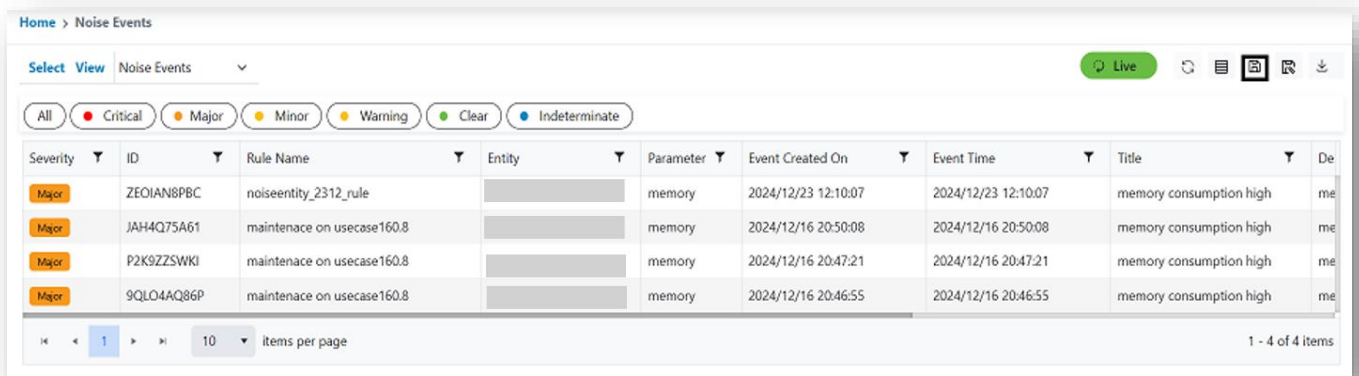 Home > Noise Events
Select View Noise Events Live
All Critical Major Minor Warning Clear Indeterminate
Severity ID Rule Name Entity Parameter Event Created On Event Time Title De
Major ZEOIAN8PBC noiseentity_2312_rule memory 2024/12/23 12:10:07 2024/12/23 12:10:07 memory consumption high me
Major JAH4Q75A61 maintenace on usecase160.8 memory 2024/12/16 20:50:08 2024/12/16 20:50:08 memory consumption high me
Major P2K9ZZSWKI maintenace on usecase160.8 memory 2024/12/16 20:47:21 2024/12/16 20:47:21 memory consumption high me
Major 9QLO4AQ86P maintenace on usecase160.8 memory 2024/12/16 20:46:55 2024/12/16 20:46:55 memory consumption high me
1 10 items per page 1 - 4 of 4 items